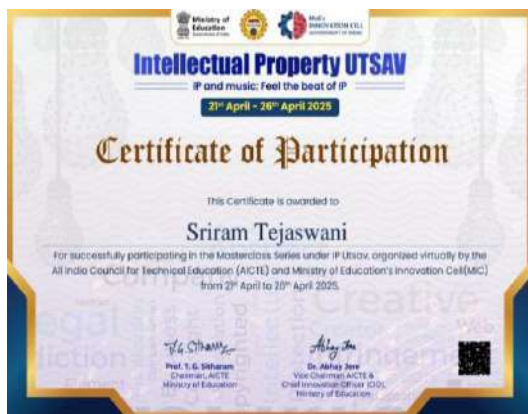 Ministry of
Education
MoE's
INNOVATION CELL
GOVERNMENT OF INDIA
Intellectual Property UTSAV
IP and music: Feel the beat of IP
21st April - 26th April 2025
Certificate of Participation
This Certificate is awarded to
Sriram Tejaswani
For successfully participating in the Masterclass Series under IP Utsav, organized virtually by the
All India Council for Technical Education (AICTE) and Ministry of Education's Innovation Cell(MIC)
from 21st April to 26th April 2025.
Creative
Prof. T. G. Sitharam
Chairman, AICTE
Ministry of Education
Dr. Abhay Jere
Vice Chairman AICTE &
Chief Innovation Officer (CIO),
Ministry of Education